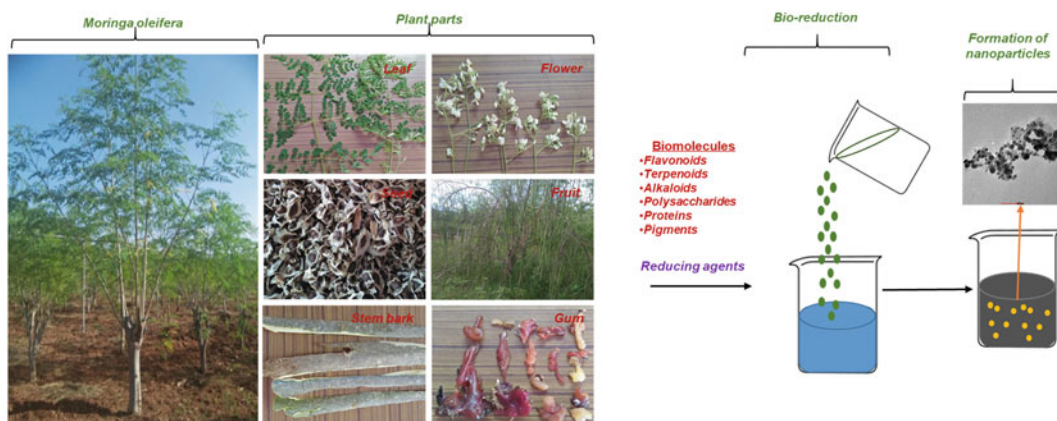 Moringa oleifera
Plant parts
Leaf
Flower
Seed
Fruit
Stem bark
Gum
Biomolecules
•Flavonoids
•Terpenoids
•Alkaloids
•Polysaccharides
•Proteins
•Pigments
Reducing agents
Bio-reduction
Formation of
nanoparticles